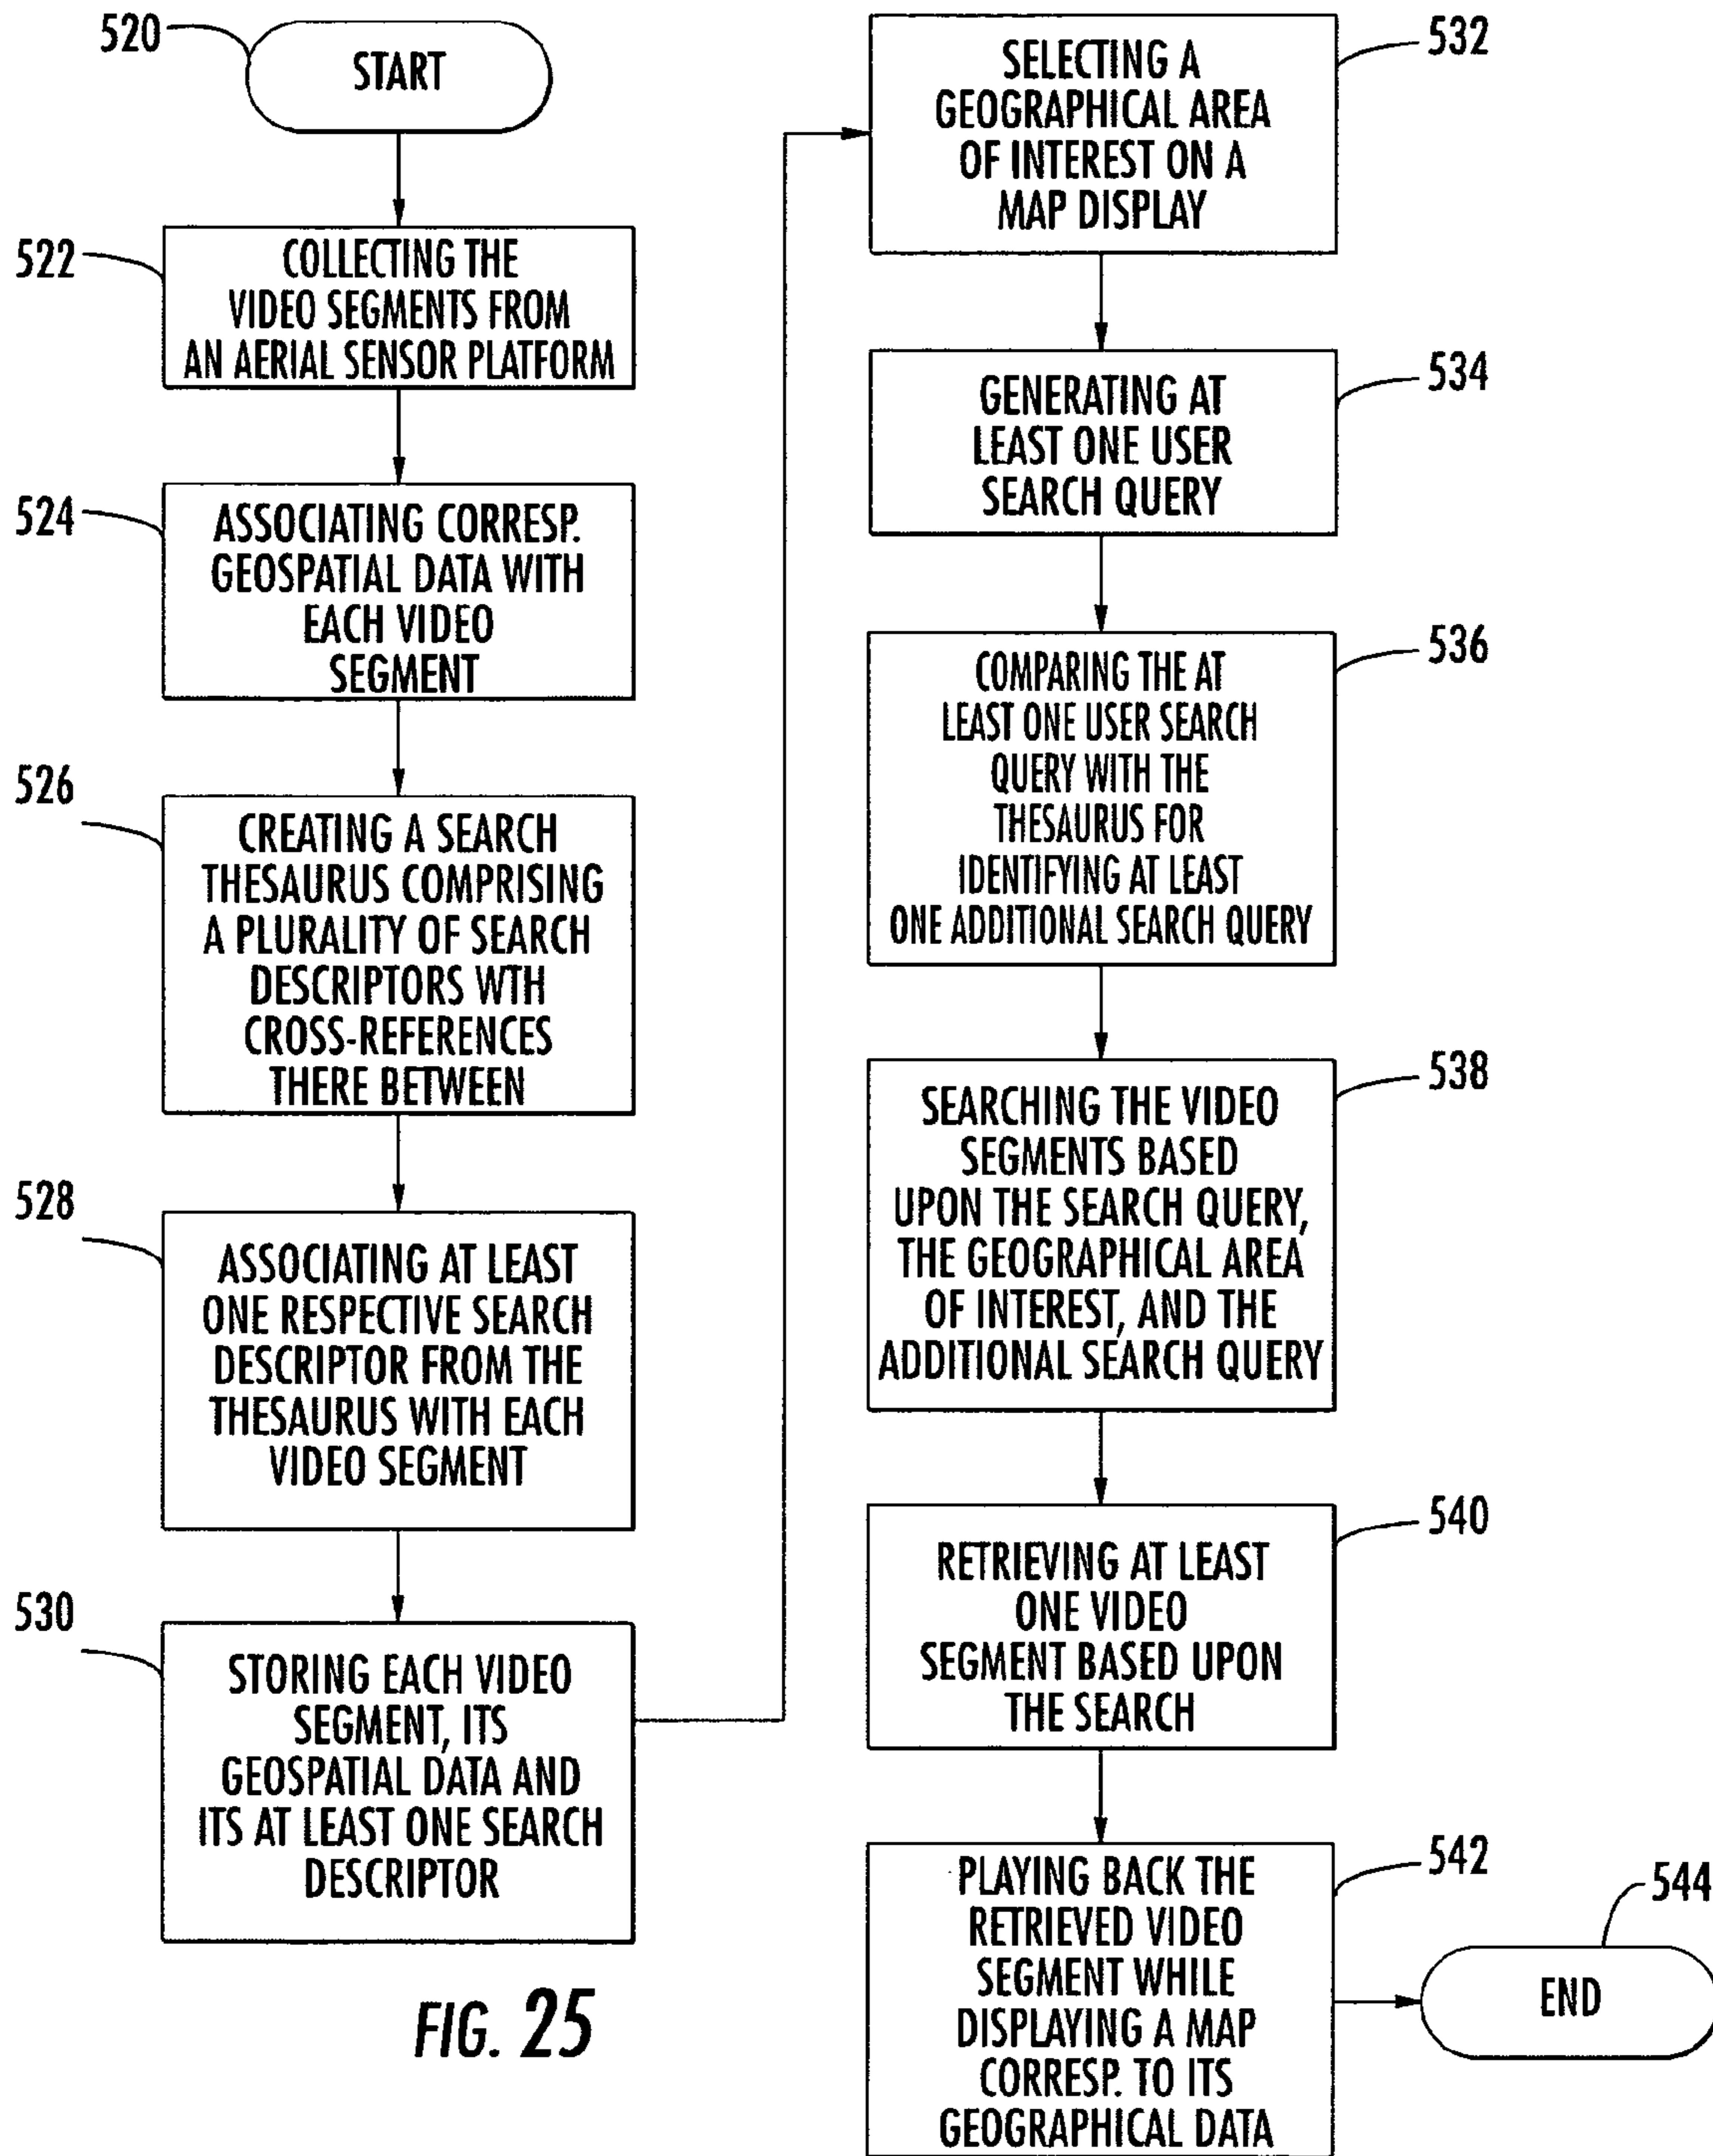 520
START
522
COLLECTING THE
VIDEO SEGMENTS FROM
AN AERIAL SENSOR PLATFORM
524
ASSOCIATING CORRESP.
GEOSPATIAL DATA WITH
EACH VIDEO
SEGMENT
526
CREATING A SEARCH
THESAURUS COMPRISING
A PLURALITY OF SEARCH
DESCRIPTORS WTH
CROSS-REFERENCES
THERE BETWEEN
528
ASSOCIATING AT LEAST
ONE RESPECTIVE SEARCH
DESCRIPTOR FROM THE
THESAURUS WITH EACH
VIDEO SEGMENT
530
STORING EACH VIDEO
SEGMENT, ITS
GEOSPATIAL DATA AND
ITS AT LEAST ONE SEARCH
DESCRIPTOR
532
SELECTING A
GEOGRAPHICAL AREA
OF INTEREST ON A
MAP DISPLAY
534
GENERATING AT
LEAST ONE USER
SEARCH QUERY
536
COMPARING THE AT
LEAST ONE USER SEARCH
QUERY WITH THE
THESAURUS FOR
IDENTIFYING AT LEAST
ONE ADDITIONAL SEARCH QUERY
538
SEARCHING THE VIDEO
SEGMENTS BASED
UPON THE SEARCH QUERY,
THE GEOGRAPHICAL AREA
OF INTEREST, AND THE
ADDITIONAL SEARCH QUERY
540
RETRIEVING AT LEAST
ONE VIDEO
SEGMENT BASED UPON
THE SEARCH
542
PLAYING BACK THE
RETRIEVED VIDEO
SEGMENT WHILE
DISPLAYING A MAP
CORRESP. TO ITS
GEOGRAPHICAL DATA
544
END
FIG. 25